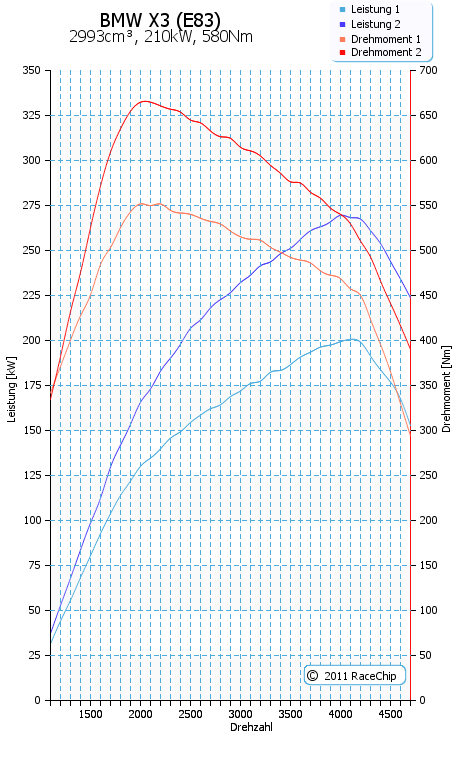 BMW X3 (E83)
2993cm³, 210kW, 580Nm
Leistung 1
Leistung 2
Drehmoment 1
Drehmoment 2
350
325
300
275
250
225
200
175
150
125
100
75
50
25
0
Leistung [kW]
700
650
600
550
500
450
400
350
300
250
200
150
100
50
0
Drehmoment [Nm]
1500 2000 2500 3000 3500 4000 4500
Drehzahl
© 2011 RaceChip